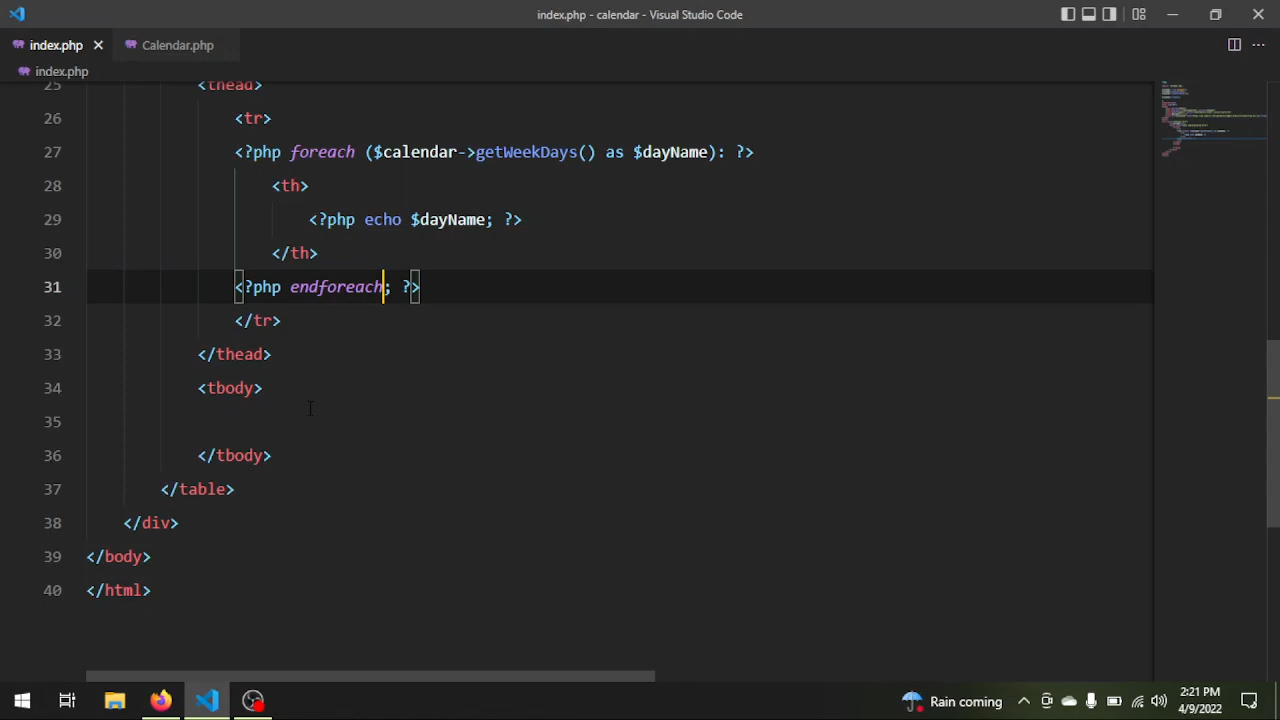 index.php - calendar - Visual Studio Code
index.php
Calendar.php
index.php
25 <thead>
26 <tr>
27 <?php foreach ($calendar->getWeekDays() as $dayName): ?>
28 <th>
29 <?php echo $dayName; ?>
30 </th>
31 <?php endforeach; ?>
32 </tr>
33 </thead>
34 <tbody>
35
36 </tbody>
37 </table>
38 </div>
39 </body>
40 </html>
Rain coming
2:21 PM
4/9/2022